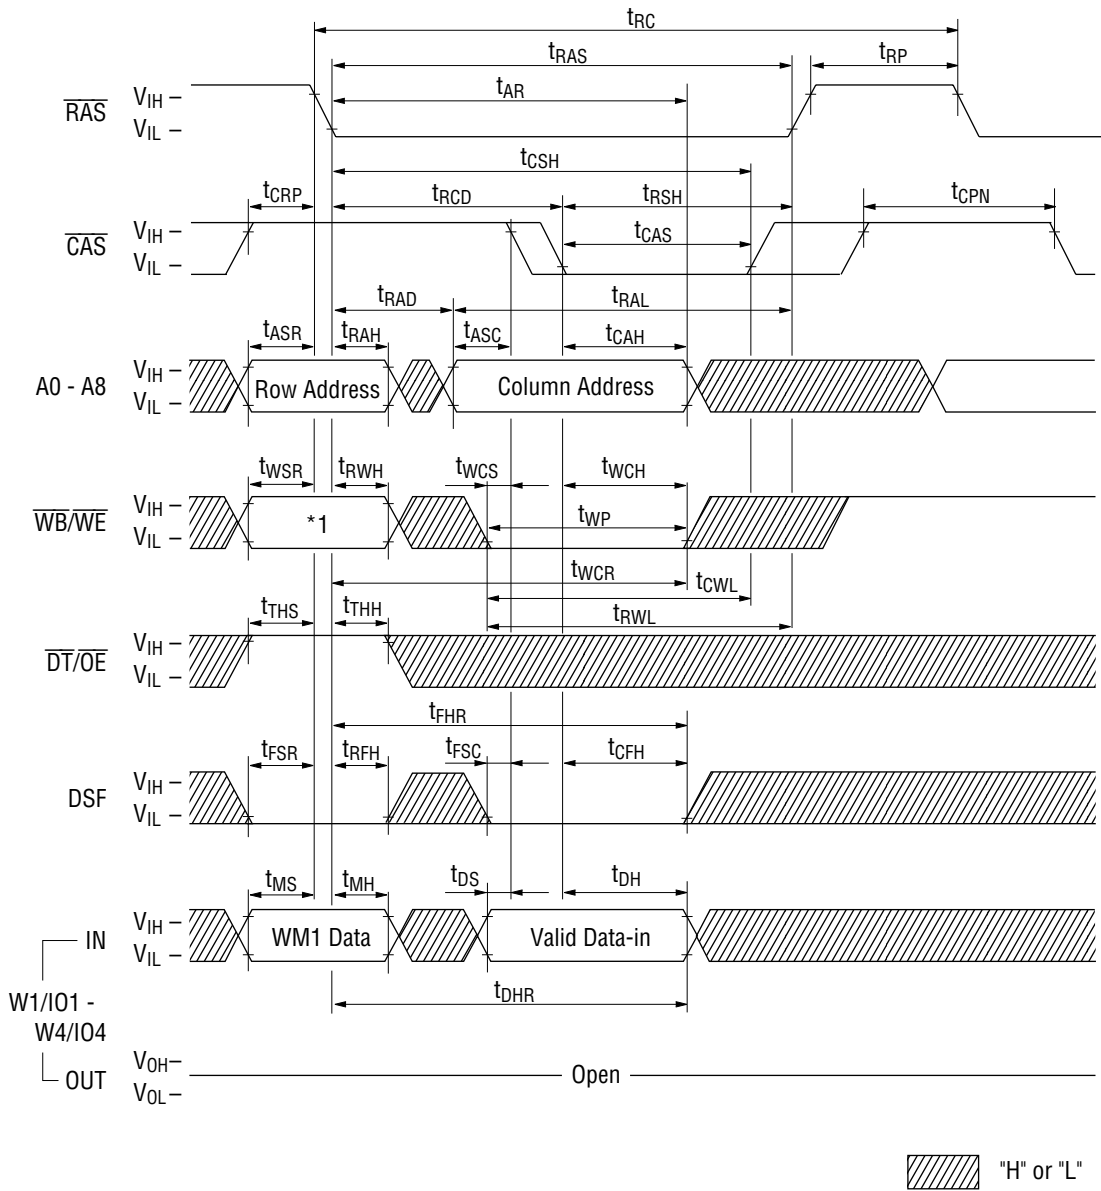 tRC
tRAS
tRP
tAR
RAS
VIH –
VIL –
tCSH
tCRP
tRCD
tRSH
tCPN
CAS
VIH –
VIL –
tCAS
tRAD
tRAL
tASR
tRAH
tASC
tCAH
A0 - A8
VIH –
VIL –
Row Address
Column Address
tWSR
tRWH
tWCS
tWCH
WB/WE
VIH –
VIL –
*1
tWP
tWCR
tCWL
tTHS
tTHH
tRWL
DT/OE
VIH –
VIL –
tFHR
tFSR
tRFH
tFSC
tCFH
DSF
VIH –
VIL –
tMS
tMH
tDS
tDH
IN
VIH –
VIL –
WM1 Data
Valid Data-in
tDHR
W1/IO1 -
W4/IO4
OUT
VOH –
VOL –
Open
"H" or "L"